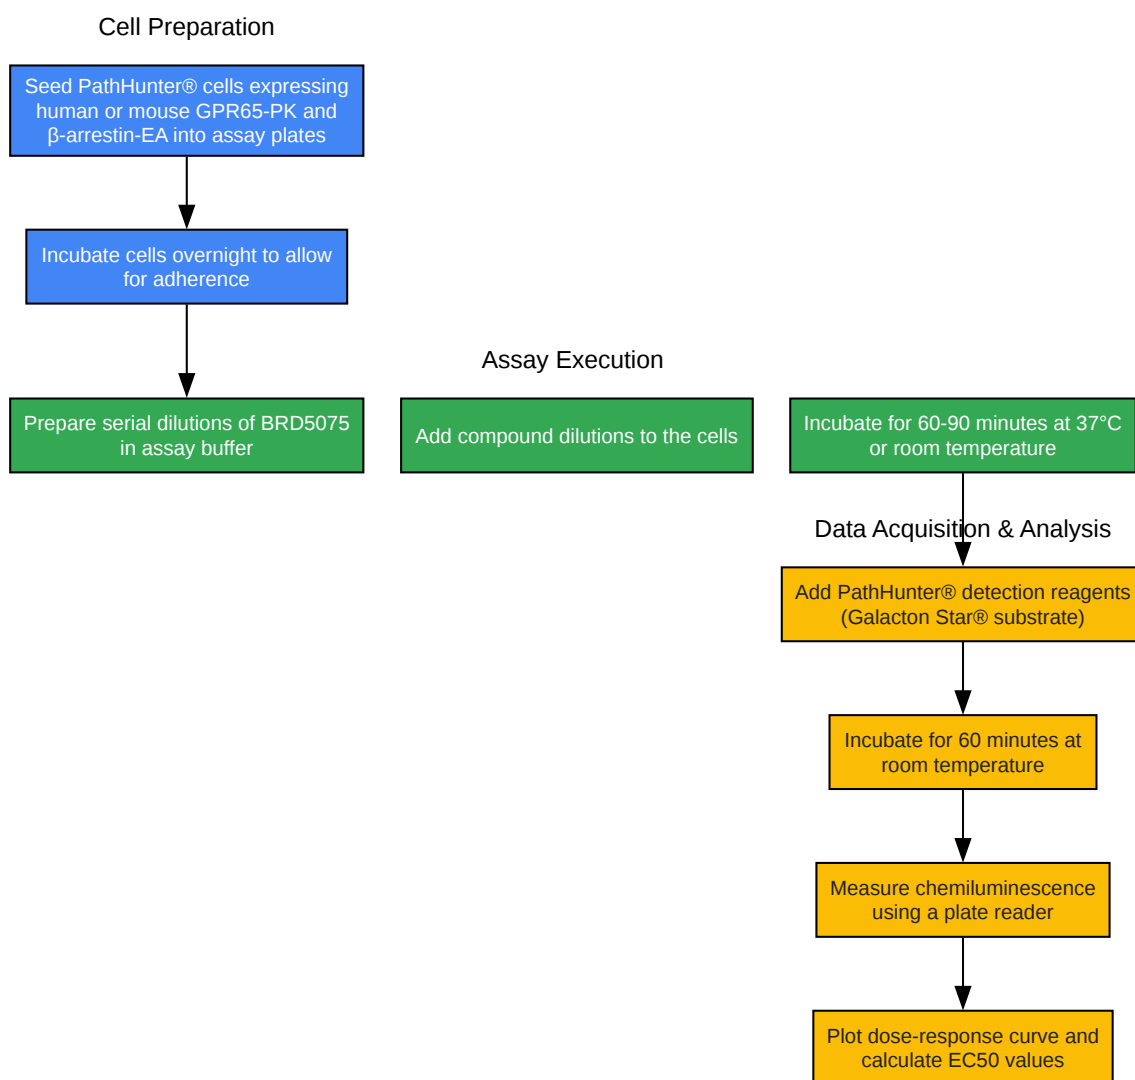 Cell Preparation
Seed PathHunter® cells expressing
human or mouse GPR65-PK and
β-arrestin-EA into assay plates
Incubate cells overnight to allow
for adherence
Assay Execution
Prepare serial dilutions of BRD5075
in assay buffer
Add compound dilutions to the cells
Incubate for 60-90 minutes at 37°C
or room temperature
Data Acquisition & Analysis
Add PathHunter® detection reagents
(Galacton Star® substrate)
Incubate for 60 minutes at
room temperature
Measure chemiluminescence
using a plate reader
Plot dose-response curve and
calculate EC50 values